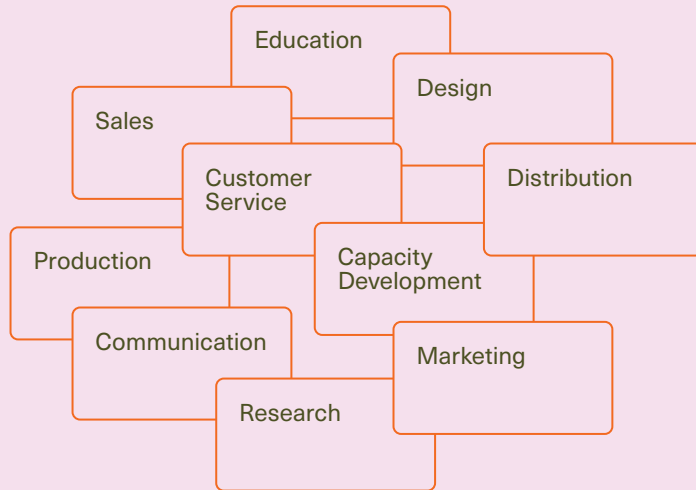 Education
Design
Sales
Customer
Service
Distribution
Production
Capacity
Development
Communication
Marketing
Research